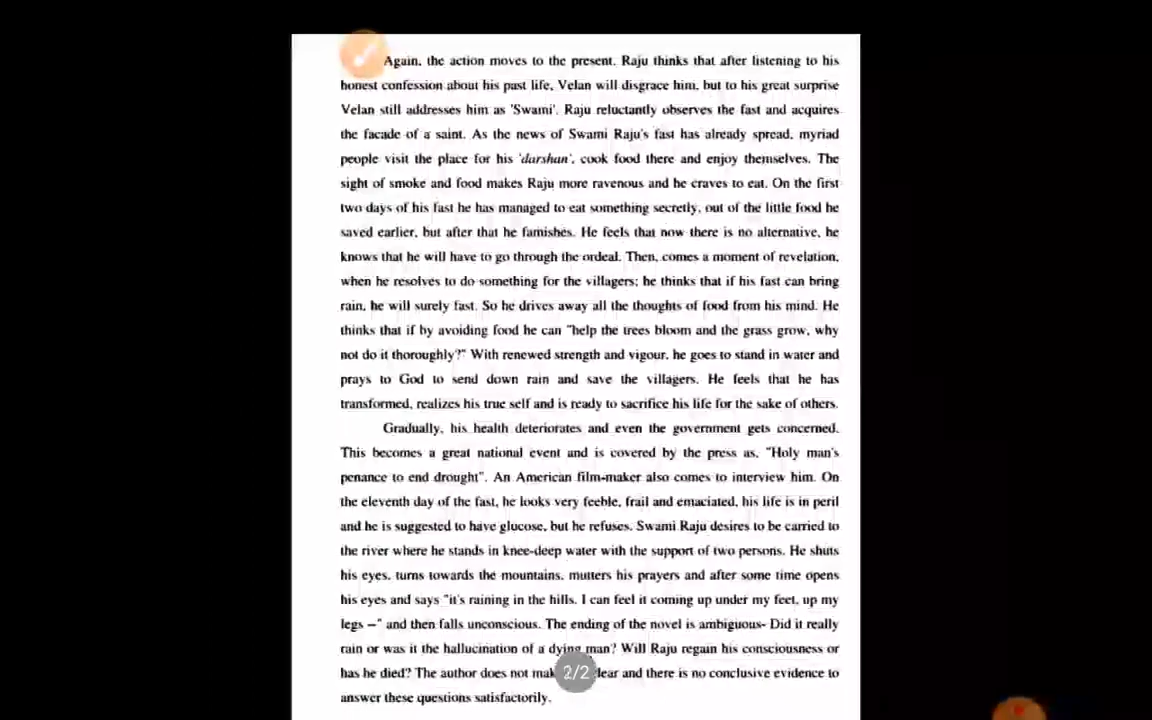 Again, the action moves to the present. Raju thinks that after listening to his
honest confession about his past life, Velan will disgrace him, but to his great surprise
Velan still addresses him as 'Swami'. Raju reluctantly observes the fast and acquires
the facade of a saint. As the news of Swami Raju's fast has already spread, myriad
people visit the place for his 'darshan', cook food there and enjoy themselves. The
sight of smoke and food makes Raju more ravenous and he craves to eat. On the first
two days of his fast he has managed to eat something secretly, out of the little food he
saved earlier, but after that he famishes. He feels that now there is no alternative, he
knows that he will have to go through the ordeal. Then, comes a moment of revelation,
when he resolves to do something for the villagers; he thinks that if his fast can bring
rain, he will surely fast. So he drives away all the thoughts of food from his mind. He
thinks that if by avoiding food he can "help the trees bloom and the grass grow, why
not do it thoroughly?" With renewed strength and vigour, he goes to stand in water and
prays to God to send down rain and save the villagers. He feels that he has
transformed, realizes his true self and is ready to sacrifice his life for the sake of others.
Gradually, his health deteriorates and even the government gets concerned.
This becomes a great national event and is covered by the press as, "Holy man's
penance to end drought". An American film-maker also comes to interview him. On
the eleventh day of the fast, he looks very feeble, frail and emaciated, his life is in peril
and he is suggested to have glucose, but he refuses. Swami Raju desires to be carried to
the river where he stands in knee-deep water with the support of two persons. He shuts
his eyes, turns towards the mountains, mutters his prayers and after some time opens
his eyes and says "it's raining in the hills. I can feel it coming up under my feet, up my
legs –" and then falls unconscious. The ending of the novel is ambiguous- Did it really
rain or was it the hallucination of a dying man? Will Raju regain his consciousness or
has he died? The author does not mak 2/2 lear and there is no conclusive evidence to
answer these questions satisfactorily.